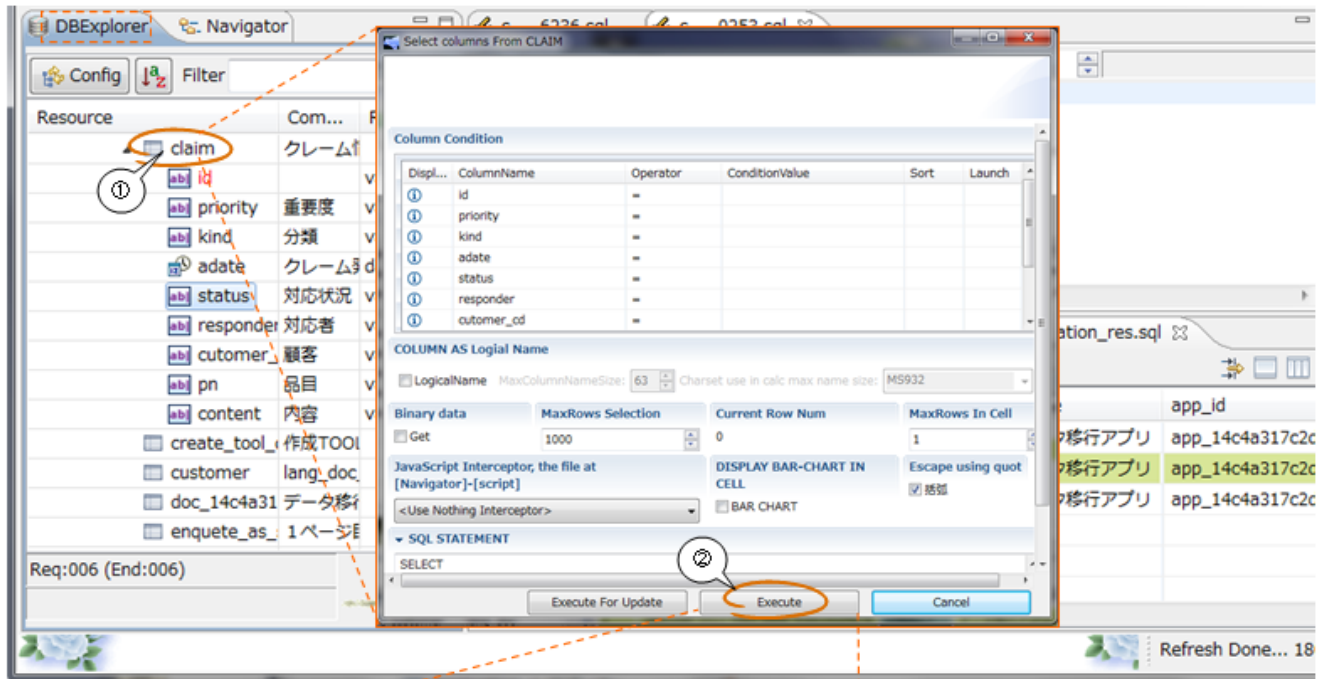 DBExplorer
Navigator
Config
Filter
Resource Com...
claim クレーム
①
id
priority 重要度
kind 分類
adate クレーム
status 対応状況
responder 対応者
cutomer_ 顧客
pn 品目
content 内容
create_tool_ 作成TOOL
customer lang_doc_
doc_14c4a31 データ移行
enquete_as_ 1ページ目
Req:006 (End:006)
Select columns From CLAIM
Column Condition
Displ... ColumnName Operator ConditionValue Sort Launch
id =
priority =
kind =
adate =
status =
responder =
cutomer_cd =
COLUMN AS Logial Name
LogicalName MaxColumnNameSize: 63 Charset use in calc max name size: MS932
Binary data MaxRows Selection Current Row Num MaxRows In Cell
Get 1000 0 1
JavaScript Interceptor, the file at [Navigator]-[script]
<Use Nothing Interceptor>
DISPLAY BAR-CHART IN CELL
BAR CHART
Escape using quot
括弧
SQL STATEMENT
SELECT
②
Execute For Update Execute Cancel
ation_res.sql
app_id
移行アプリ app_14c4a317c2c
移行アプリ app_14c4a317c2c
移行アプリ app_14c4a317c2c
Refresh Done... 18